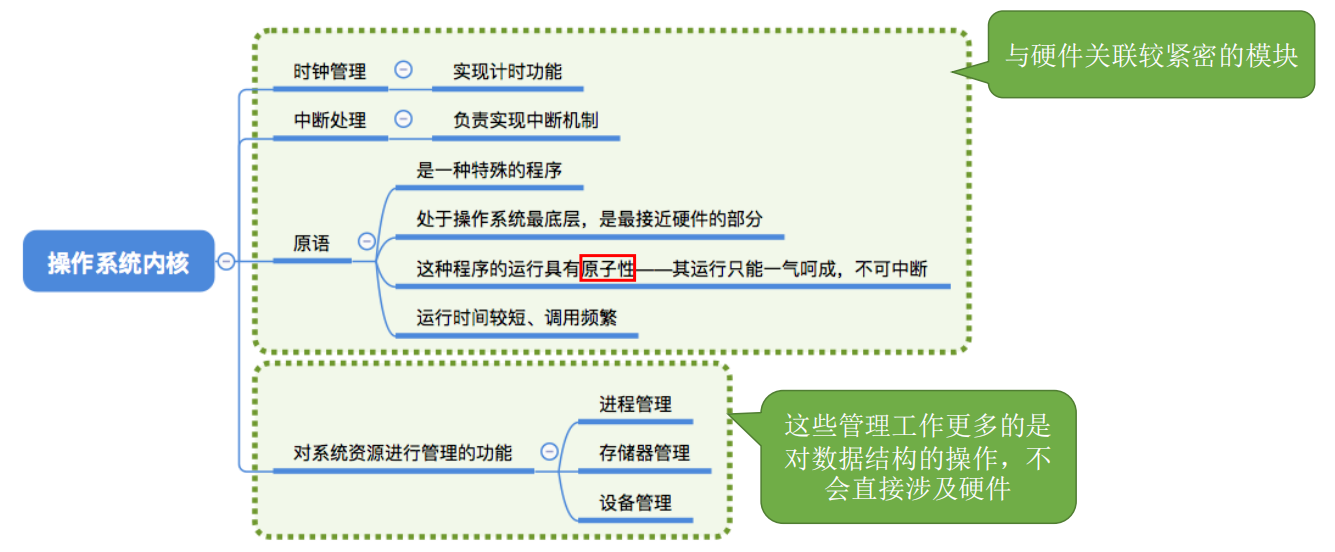 操作系统内核
时钟管理
实现计时功能
中断处理
负责实现中断机制
原语
是一种特殊的程序
处于操作系统最底层，是最接近硬件的部分
这种程序的运行具有原子性——其运行只能一气呵成，不可中断
运行时间较短、调用频繁
与硬件关联较紧密的模块
对系统资源进行管理的功能
进程管理
存储器管理
设备管理
这些管理工作更多的是
对数据结构的操作，不
会直接涉及硬件